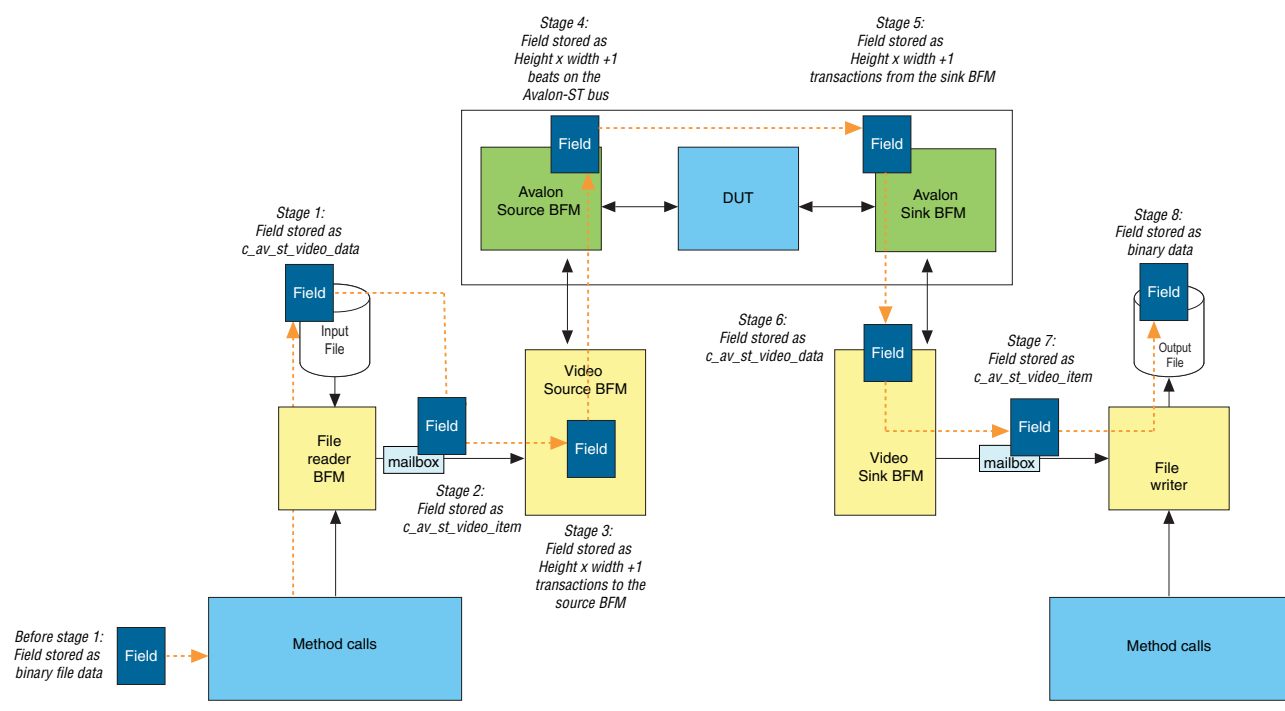 Stage 4:
Field stored as
Height x width +1
beats on the
Avalon-ST bus
Stage 5:
Field stored as
Height x width +1
transactions from the sink BFM
Field
Field
Avalon
Source BFM
DUT
Avalon
Sink BFM
Stage 1:
Field stored as
c_av_st_video_data
Stage 8:
Field stored as
binary data
Field
Input
File
Field
Output
File
Stage 6:
Field stored as
c_av_st_video_data
Field
Stage 7:
Field stored as
c_av_st_video_item
Video
Source BFM
File
reader
BFM
Field
mailbox
Field
Video
Sink BFM
Field
mailbox
File
writer
Stage 2:
Field stored as
c_av_st_video_item
Stage 3:
Field stored as
Height x width +1
transactions to the
source BFM
Before stage 1:
Field stored as
binary file data
Field
Method calls
Method calls